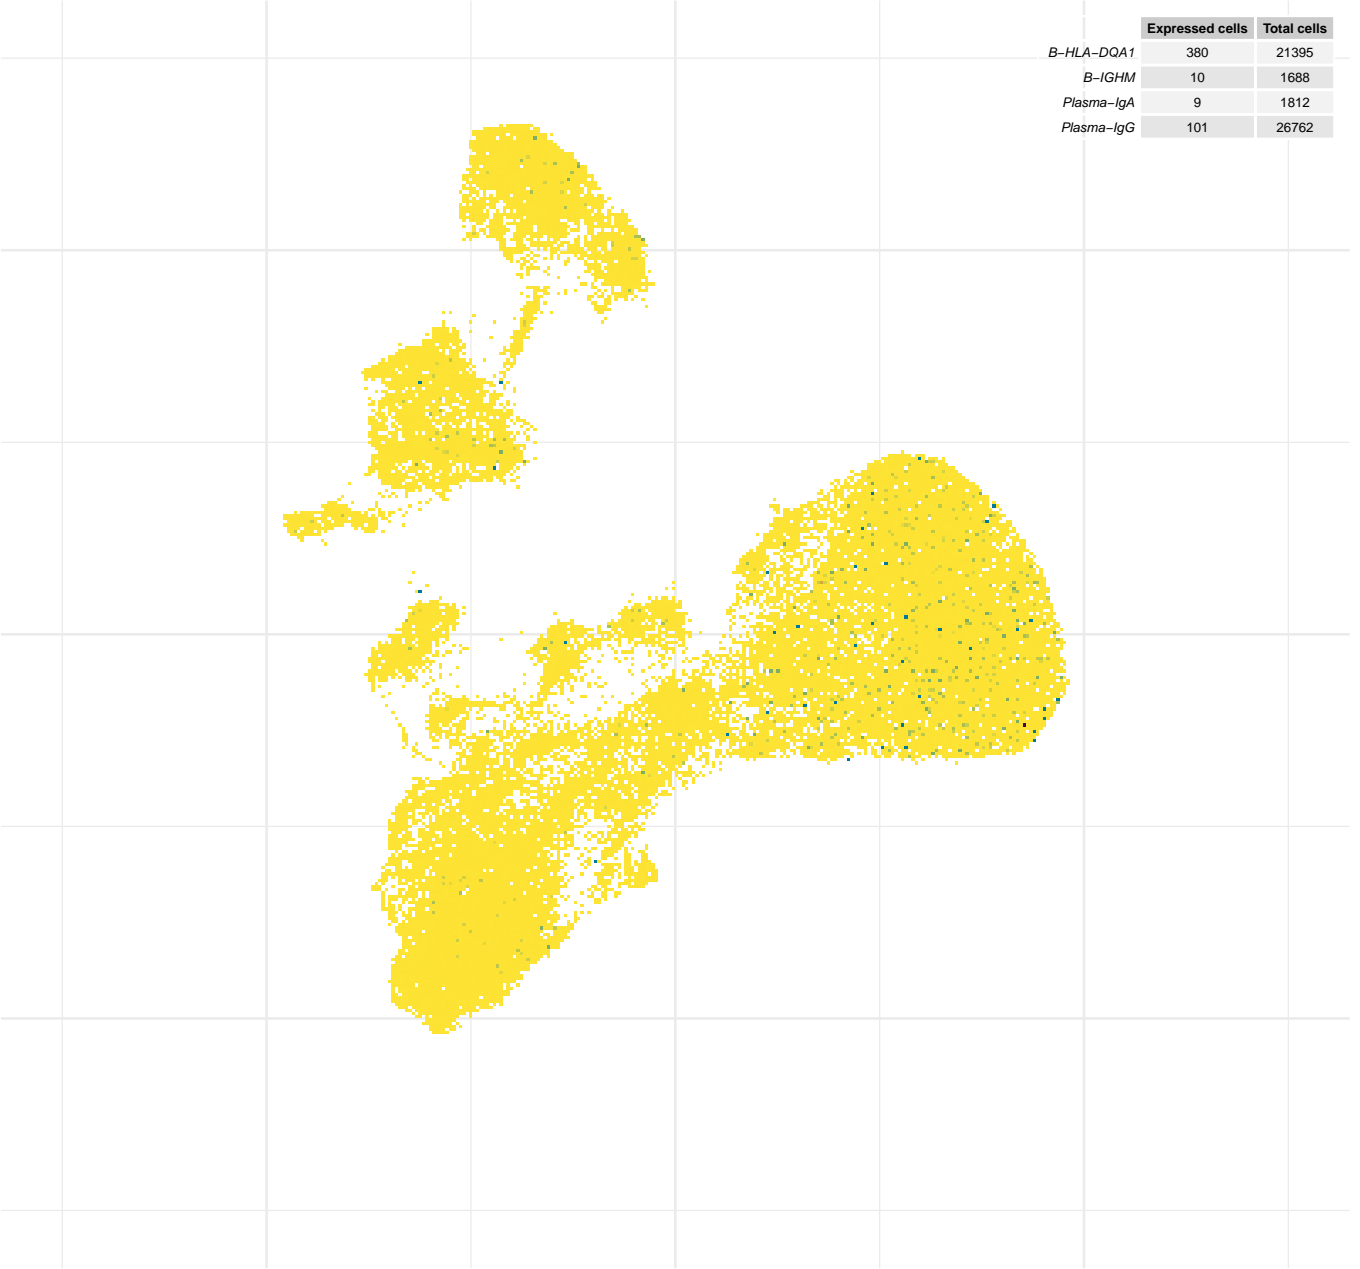 Expressed cells Total cells
B−HLA−DQA1 380 21395
B−IGHM 10 1688
Plasma−IgA 9 1812
Plasma−IgG 101 26762